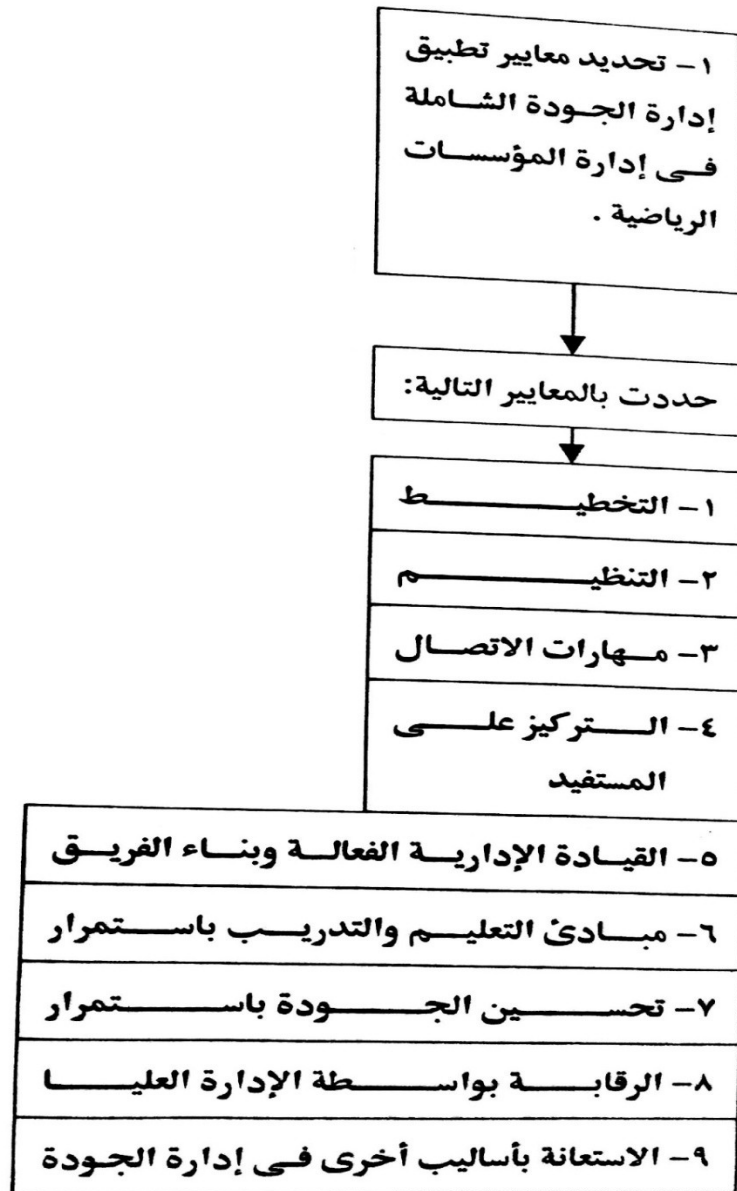 ١- تحديد معايير تطبيق
إدارة الجودة الشاملة
فى إدارة المؤسسات
الرياضية .
حددت بالمعايير التالية:
١- التخطيط
٢- التنظيم
٣- مهارات الاتصال
٤- التركيز على
المستفيد
٥- القيادة الإدارية الفعالة وبناء الفريق
٦- مبادئ التعليم والتدريب باستمرار
٧- تحسين الجودة باستمرار
٨- الرقابة بواسطة الإدارة العليا
٩- الاستعانة بأساليب أخرى فى إدارة الجودة